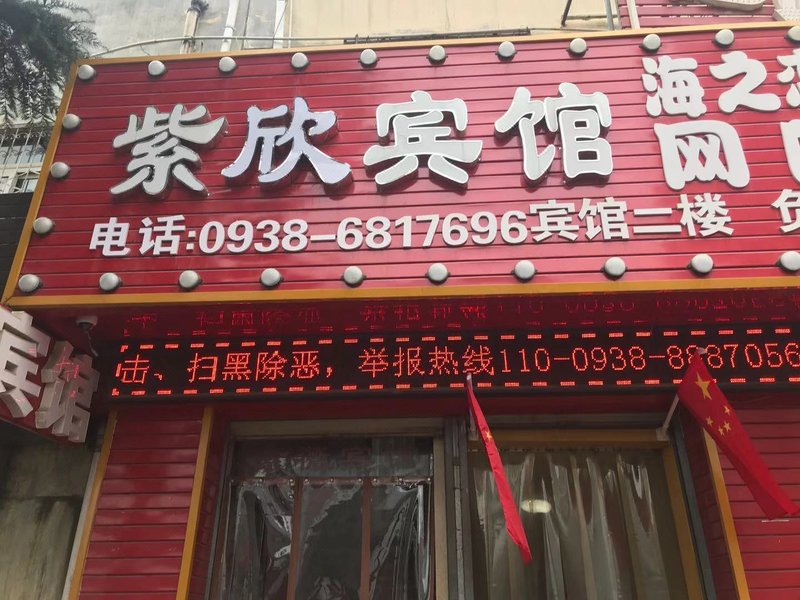 紫欣宾馆
海之恋
网
电话:0938-6817696宾馆二楼
击、扫黑除恶，举报热线110-0938-8887056
宾馆